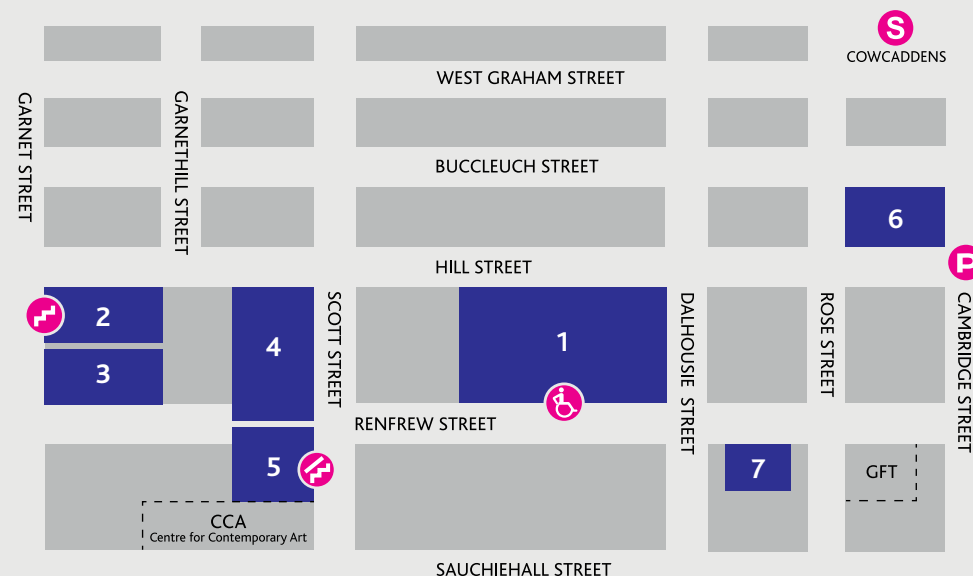 S
COWCADDENS
WEST GRAHAM STREET
GARNET STREET
GARNETHILL STREET
BUCCLEUCH STREET
6
HILL STREET
P
2
3
4
SCOTT STREET
1
DALHOUSIE STREET
ROSE STREET
CAMBRIDGE STREET
RENFREW STREET
5
7
GFT
CCA
Centre for Contemporary Art
SAUCHIEHALL STREET